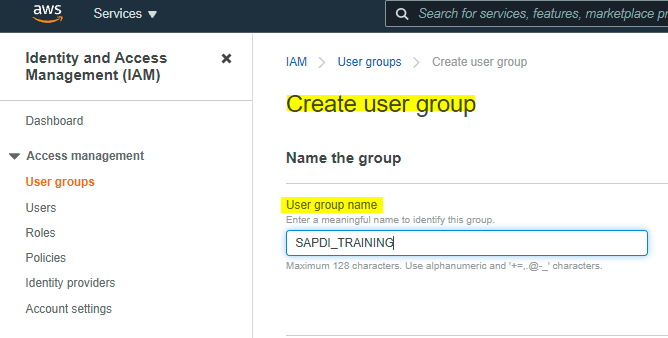 aws
Services
Search for services, features, marketplace pr
Identity and Access
Management (IAM)
Dashboard
Access management
User groups
Users
Roles
Policies
Identity providers
Account settings
IAM > User groups > Create user group
Create user group
Name the group
User group name
Enter a meaningful name to identify this group.
SAPDI_TRAINING
Maximum 128 characters. Use alphanumeric and '+=,.@-_' characters.